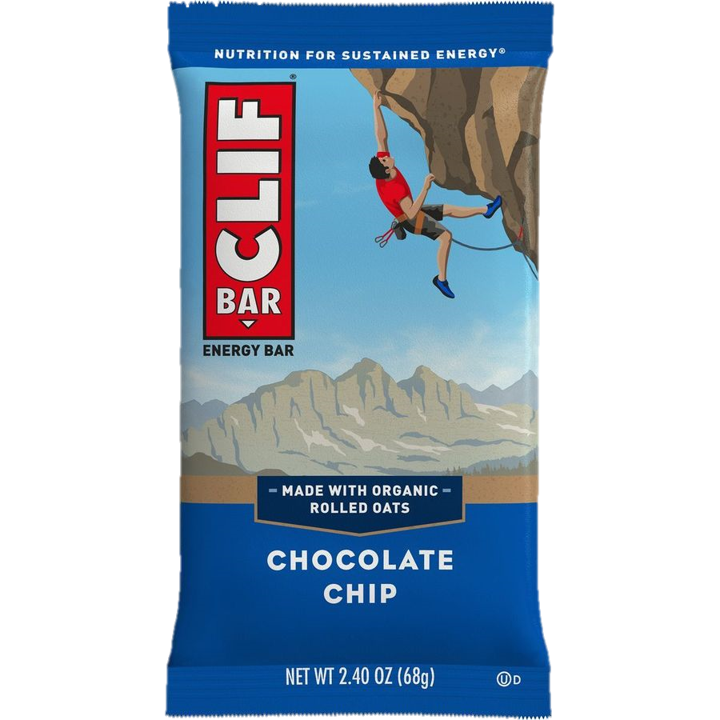 NUTRITION FOR SUSTAINED ENERGY®
CLIF®
BAR
ENERGY BAR
MADE WITH ORGANIC
ROLLED OATS
CHOCOLATE
CHIP
NET WT 2.40 OZ (68g)
U D